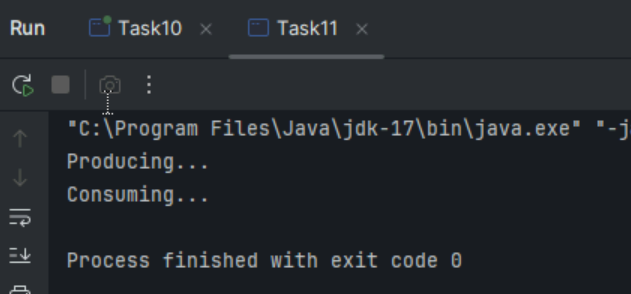 Run Task10 Task11
"C:\Program Files\Java\jdk-17\bin\java.exe" "-j
Producing...
Consuming...
Process finished with exit code 0